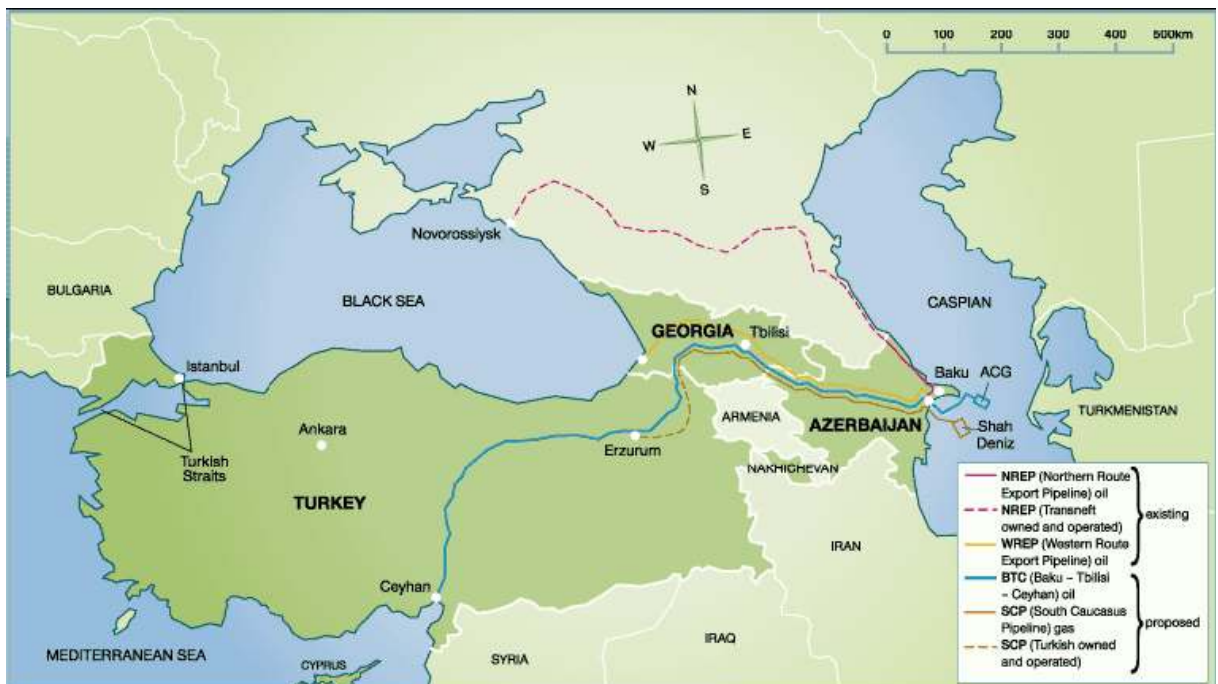 0 100 200 300 400 500km
N
W E
S
Novorossiysk
BULGARIA
BLACK SEA
CASPIAN
GEORGIA
Tbilisi
Istanbul
Baku
ACG
ARMENIA
AZERBAIJAN
TURKMENISTAN
Shah
Deniz
Ankara
Erzurum
Turkish
Straits
NAKHICHEVAN
TURKEY
IRAN
Ceyhan
MEDITERRANEAN SEA
CYPRUS
SYRIA
IRAQ
NREP (Northern Route
Export Pipeline) oil
NREP (Transneft
owned and operated)
WREP (Western Route
Export Pipeline) oil
existing
BTC (Baku – Tbilisi
– Ceyhan) oil
SCP (South Caucasus
Pipeline) gas
SCP (Turkish owned
and operated)
proposed